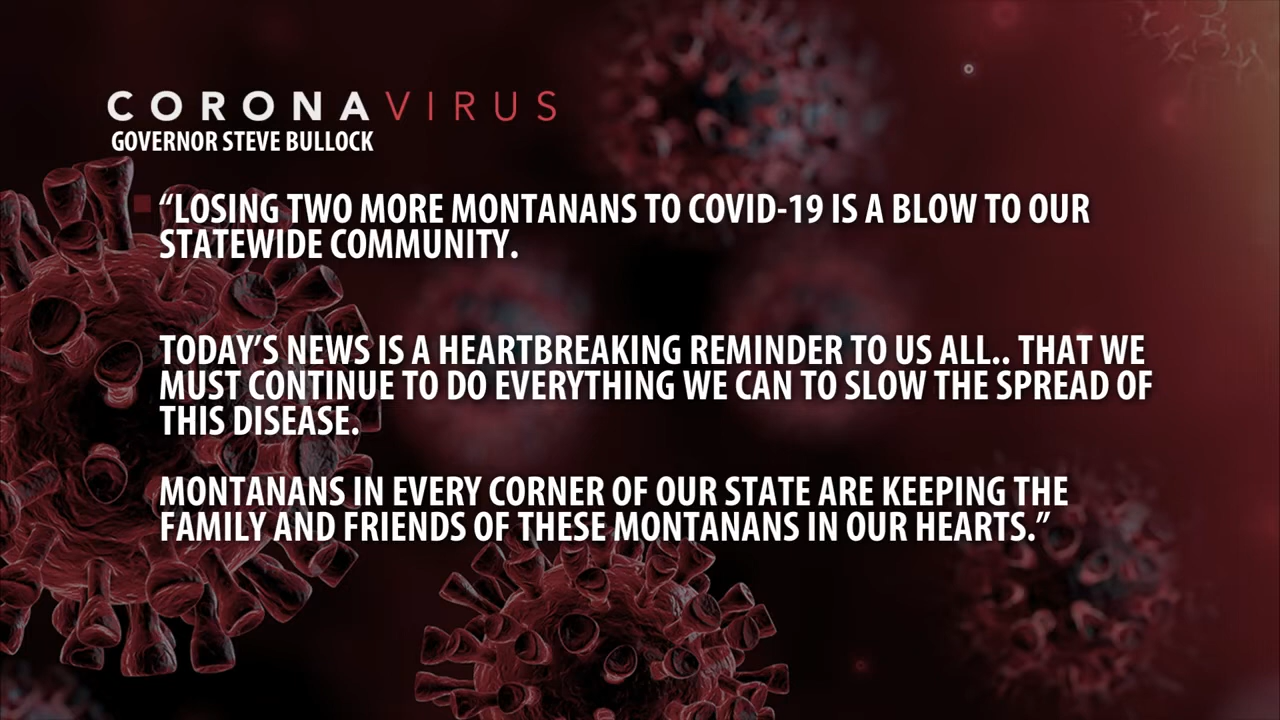 CORONAVIRUS
GOVERNOR STEVE BULLOCK
“LOSING TWO MORE MONTANANS TO COVID-19 IS A BLOW TO OUR
STATEWIDE COMMUNITY.
TODAY’S NEWS IS A HEARTBREAKING REMINDER TO US ALL.. THAT WE
MUST CONTINUE TO DO EVERYTHING WE CAN TO SLOW THE SPREAD OF
THIS DISEASE.
MONTANANS IN EVERY CORNER OF OUR STATE ARE KEEPING THE
FAMILY AND FRIENDS OF THESE MONTANANS IN OUR HEARTS.”